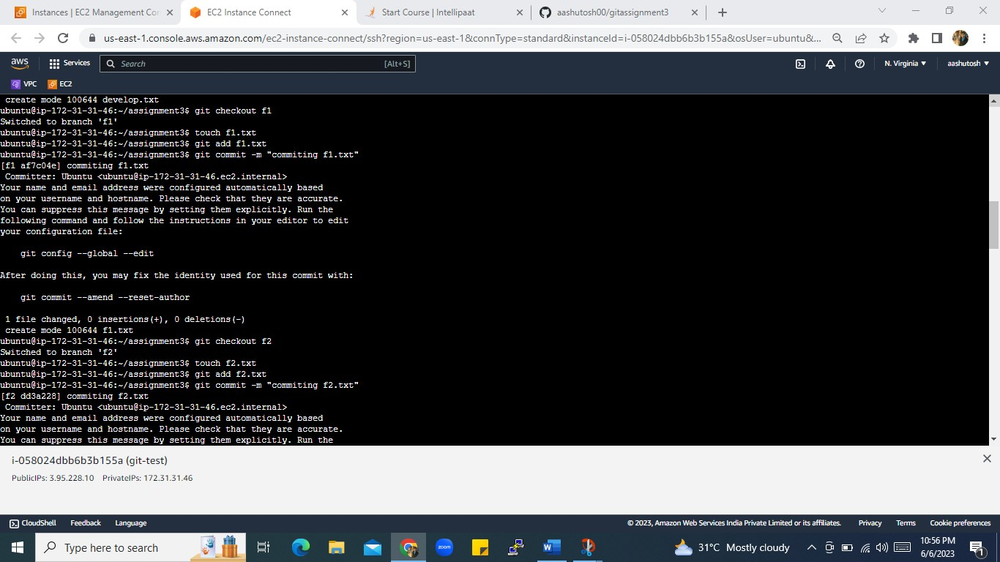 Instances | EC2 Management Con
EC2 Instance Connect
Start Course | Intellipaat
aashutosh00/gitassignment3
us-east-1.console.aws.amazon.com/ec2-instance-connect/ssh?region=us-east-1&connType=standard&instanceId=i-058024dbb6b3b155a&osUser=ubuntu&...
aws
Services
Search
[Alt+S]
N. Virginia
aashutosh
VPC
EC2
create mode 100644 develop.txt
ubuntu@ip-172-31-31-46:~/assignment3$ git checkout f1
Switched to branch 'f1'
ubuntu@ip-172-31-31-46:~/assignment3$ touch f1.txt
ubuntu@ip-172-31-31-46:~/assignment3$ git add f1.txt
ubuntu@ip-172-31-31-46:~/assignment3$ git commit -m "commiting f1.txt"
[f1 af7c04e] commiting f1.txt
Committer: Ubuntu <ubuntu@ip-172-31-31-46.ec2.internal>
Your name and email address were configured automatically based
on your username and hostname. Please check that they are accurate.
You can suppress this message by setting them explicitly. Run the
following command and follow the instructions in your editor to edit
your configuration file:
git config --global --edit
After doing this, you may fix the identity used for this commit with:
git commit --amend --reset-author
1 file changed, 0 insertions(+), 0 deletions(-)
create mode 100644 f1.txt
ubuntu@ip-172-31-31-46:~/assignment3$ git checkout f2
Switched to branch 'f2'
ubuntu@ip-172-31-31-46:~/assignment3$ touch f2.txt
ubuntu@ip-172-31-31-46:~/assignment3$ git add f2.txt
ubuntu@ip-172-31-31-46:~/assignment3$ git commit -m "commiting f2.txt"
[f2 dd3a228] commiting f2.txt
Committer: Ubuntu <ubuntu@ip-172-31-31-46.ec2.internal>
Your name and email address were configured automatically based
on your username and hostname. Please check that they are accurate.
You can suppress this message by setting them explicitly. Run the
i-058024dbb6b3b155a (git-test)
PublicIPs: 3.95.228.10 PrivateIPs: 172.31.31.46
CloudShell
Feedback
Language
© 2023, Amazon Web Services India Private Limited or its affiliates.
Privacy
Terms
Cookie preferences
Type here to search
zoom
31°C Mostly cloudy
10:56 PM
6/6/2023
1